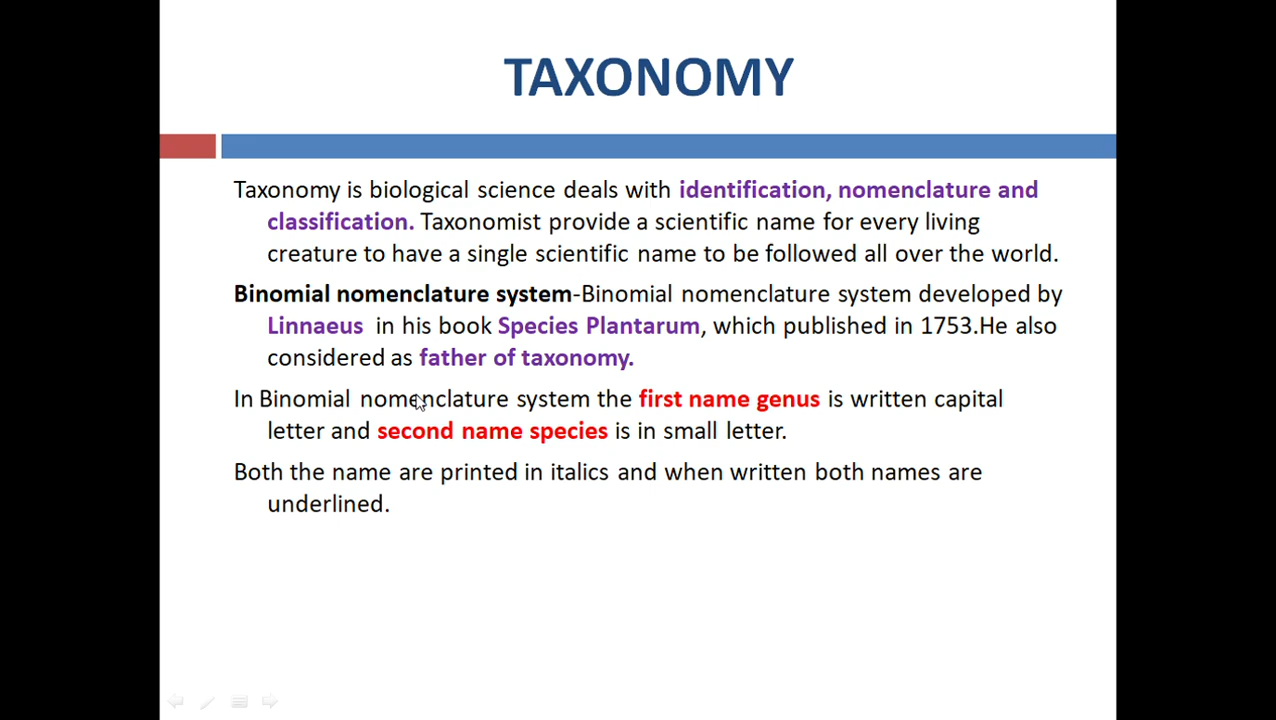 TAXONOMY
Taxonomy is biological science deals with identification, nomenclature and
classification. Taxonomist provide a scientific name for every living
creature to have a single scientific name to be followed all over the world.
Binomial nomenclature system-Binomial nomenclature system developed by
Linnaeus in his book Species Plantarum, which published in 1753.He also
considered as father of taxonomy.
In Binomial nomenclature system the first name genus is written capital
letter and second name species is in small letter.
Both the name are printed in italics and when written both names are
underlined.